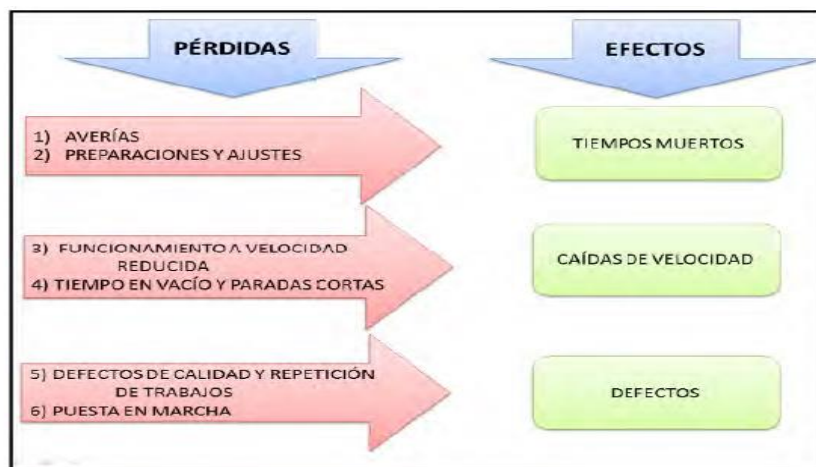 PÉRDIDAS
EFECTOS
1) AVERÍAS
2) PREPARACIONES Y AJUSTES
TIEMPOS MUERTOS
3) FUNCIONAMIENTO A VELOCIDAD
REDUCIDA
4) TIEMPO EN VACÍO Y PARADAS CORTAS
CAÍDAS DE VELOCIDAD
5) DEFECTOS DE CALIDAD Y REPETICIÓN
DE TRABAJOS
6) PUESTA EN MARCHA
DEFECTOS